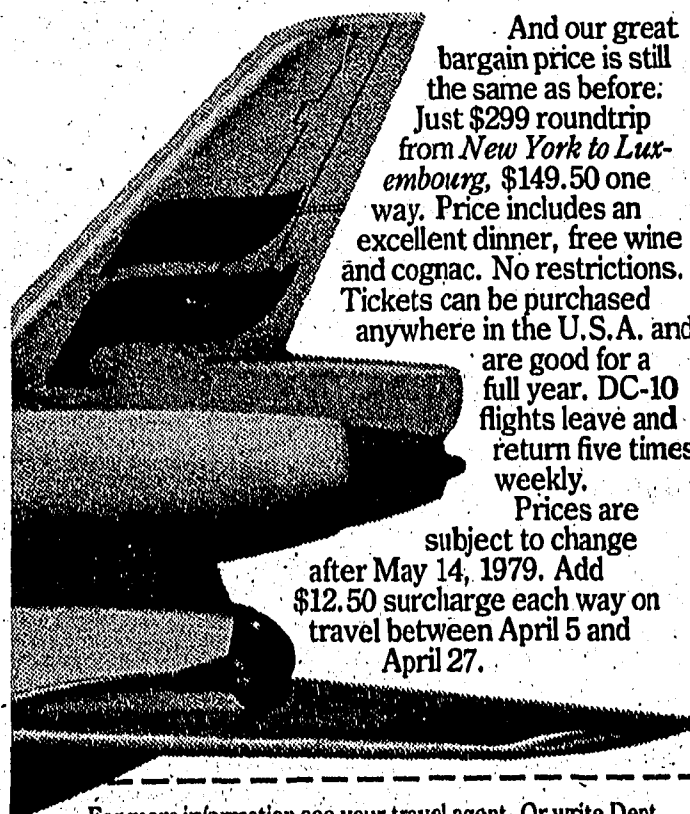 And our great
bargain price is still
the same as before:
Just $299 roundtrip
from New York to Lux-
embourg, $149.50 one
way. Price includes an
excellent dinner, free wine
and cognac. No restrictions.
Tickets can be purchased
anywhere in the U.S.A. and
are good for a
full year. DC-10
flights leave and
return five times
weekly.
Prices are
subject to change
after May 14, 1979. Add
$12.50 surcharge each way on
travel between April 5 and
April 27.
For more information see your travel agent. Or write Dept.